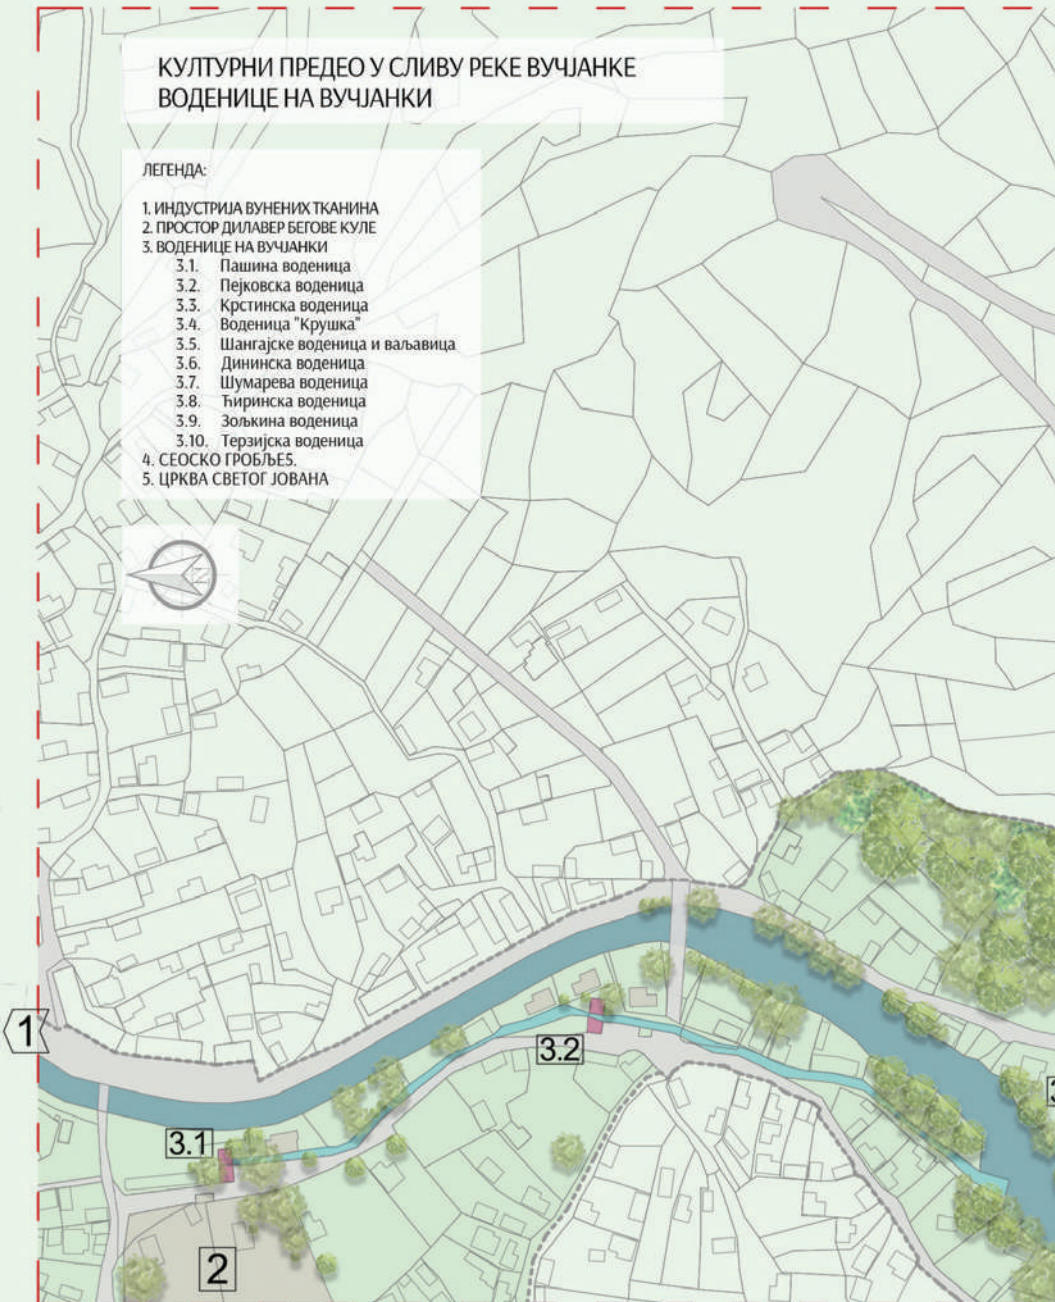 КУЛТУРНИ ПРЕДЕО У СЛИВУ РЕКЕ ВУЧЈАНКЕ
ВОДЕНИЦЕ НА ВУЧЈАНКИ
ЛЕГЕНДА:
1. ИНДУСТРИЈА ВУНЕНИХ ТКАНИНА
2. ПРОСТОР ДИЛАВЕР БЕГОВЕ КУЛЕ
3. ВОДЕНИЦЕ НА ВУЧЈАНКИ
3.1. Пашина воденица
3.2. Пејковска воденица
3.3. Крстинска воденица
3.4. Воденица "Крушка"
3.5. Шангајске воденица и ваљавица
3.6. Дининска воденица
3.7. Шумарева воденица
3.8. Ћиринска воденица
3.9. Зољкина воденица
3.10. Терзијска воденица
4. СЕОСКО ГРОБЉЕ5.
5. ЦРКВА СВЕТОГ ЈОВАНА
1
3.2
3.1
2